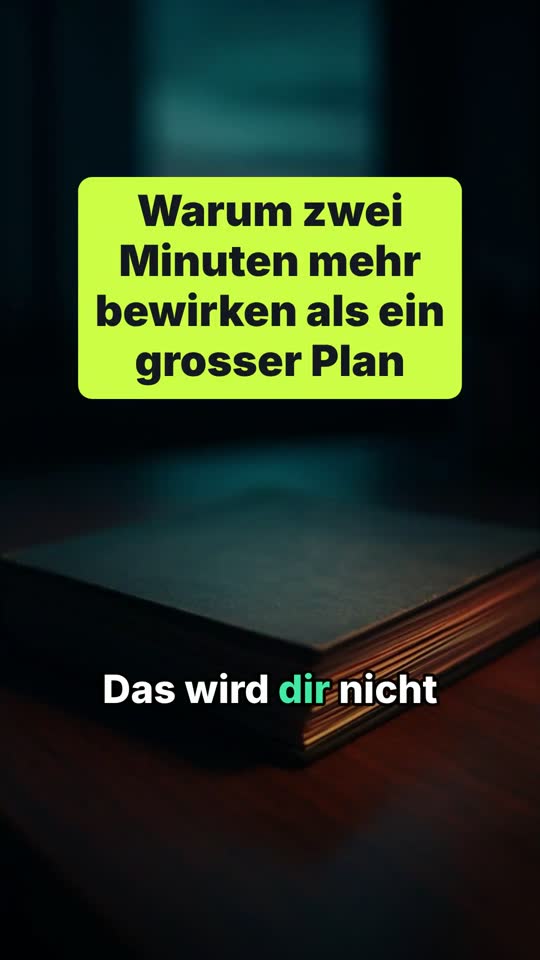 Warum zwei
Minuten mehr
bewirken als ein
grosser Plan
Das wird dir nicht